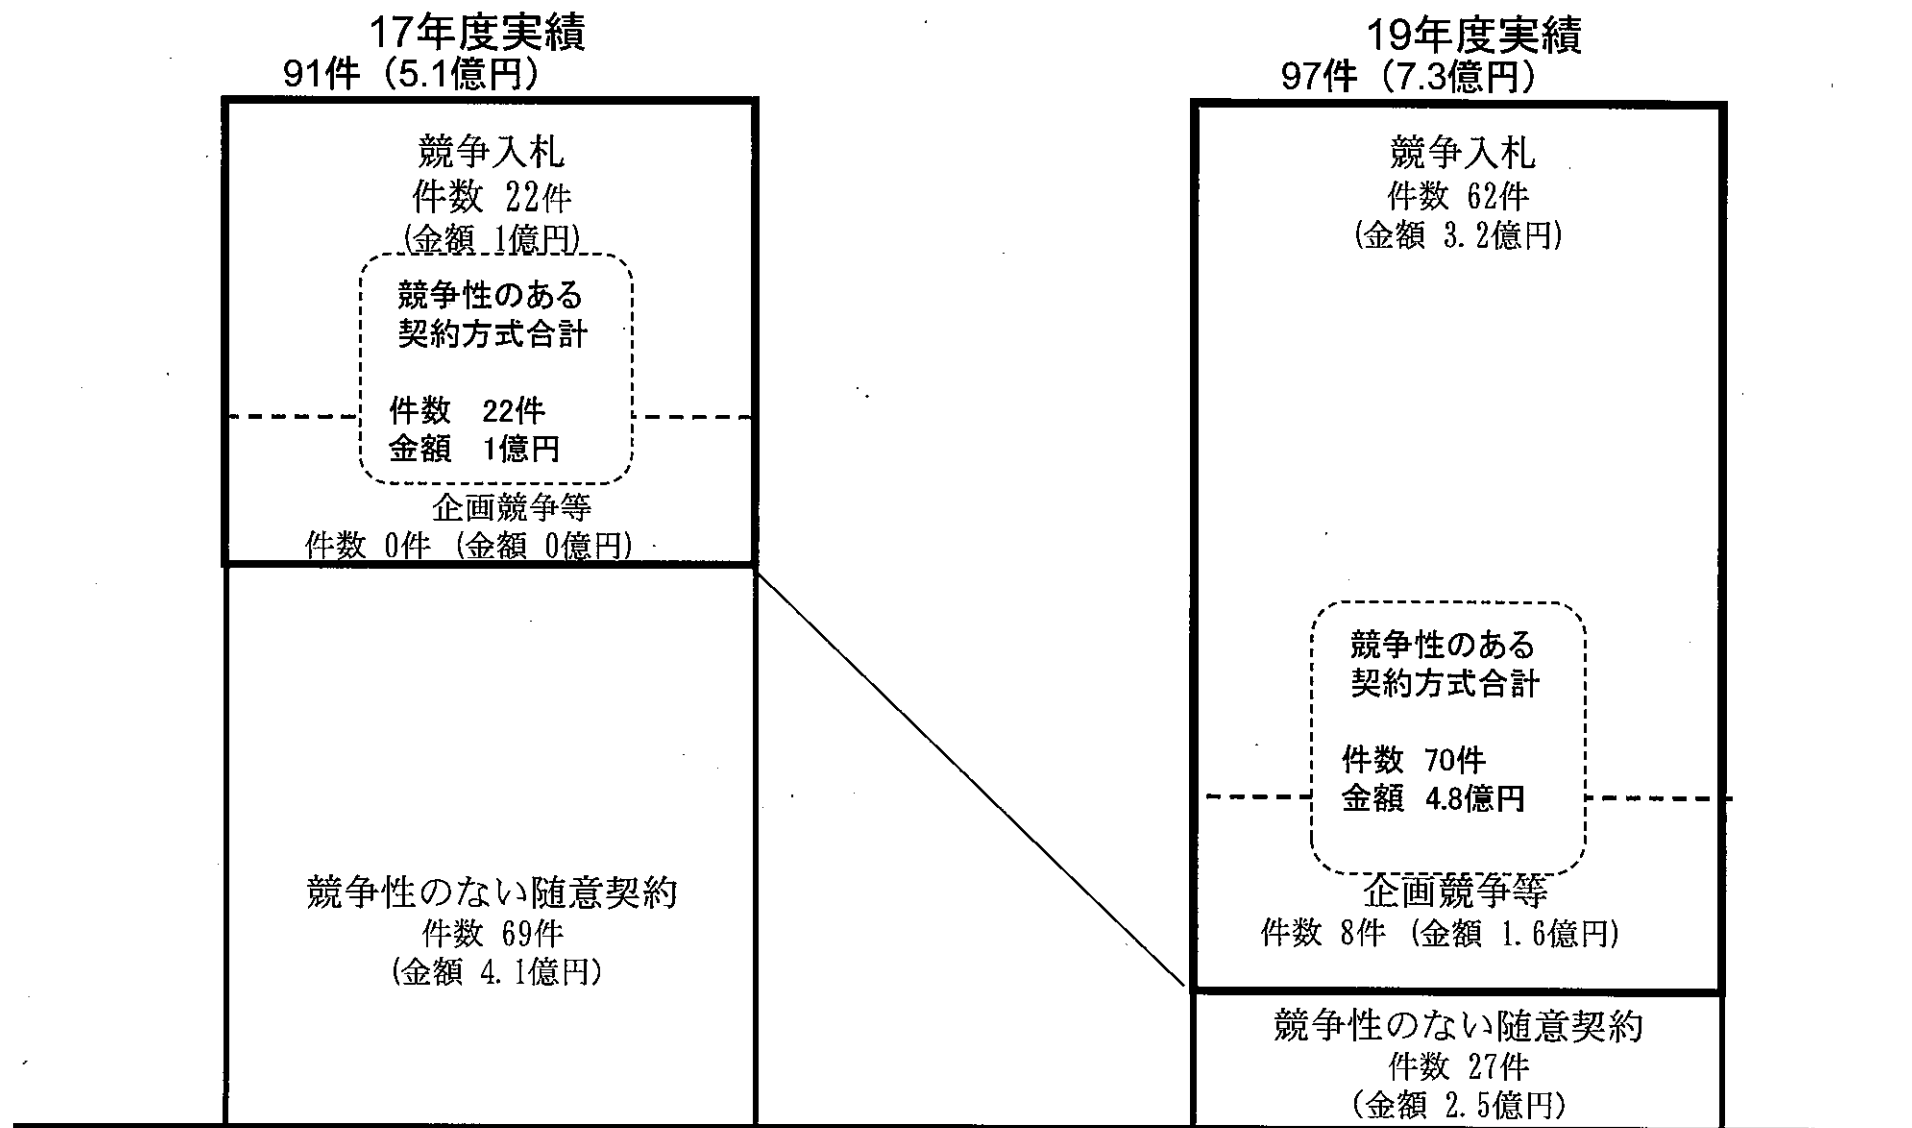 17年度実績
91件（5.1億円）
競争入札
件数 22件
(金額 1億円)
競争性のある
契約方式合計
件数 22件
金額 1億円
企画競争等
件数 0件 (金額 0億円)
競争性のない随意契約
件数 69件
(金額 4.1億円)
19年度実績
97件（7.3億円）
競争入札
件数 62件
(金額 3.2億円)
競争性のある
契約方式合計
件数 70件
金額 4.8億円
企画競争等
件数 8件 (金額 1.6億円)
競争性のない随意契約
件数 27件
(金額 2.5億円)